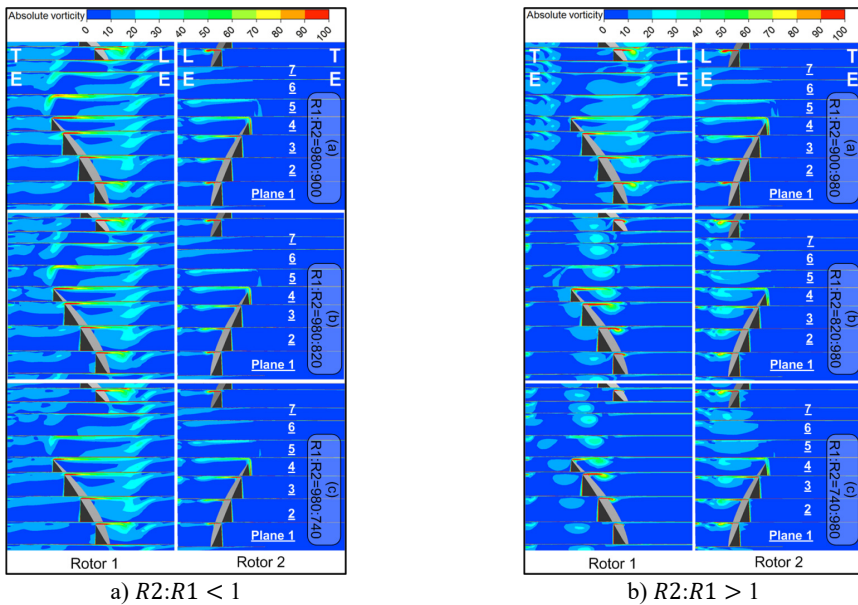 Absolute vorticity
0 10 20 30 40 50 60 70 80 90 100
T L L T
E E E E
7
6
5
4
3
2
Plane 1
(a)
R1:R2=980:900
7
6
5
4
3
2
Plane 1
(b)
R1:R2=980:820
7
6
5
4
3
2
Plane 1
(c)
R1:R2=980:740
Rotor 1 Rotor 2
a) R2:R1 < 1
Absolute vorticity
0 10 20 30 40 50 60 70 80 90 100
T L L T
E E E E
7
6
5
4
3
2
Plane 1
(a)
R1:R2=900:980
7
6
5
4
3
2
Plane 1
(b)
R1:R2=820:980
7
6
5
4
3
2
Plane 1
(c)
R1:R2=740:980
Rotor 1 Rotor 2
b) R2:R1 > 1